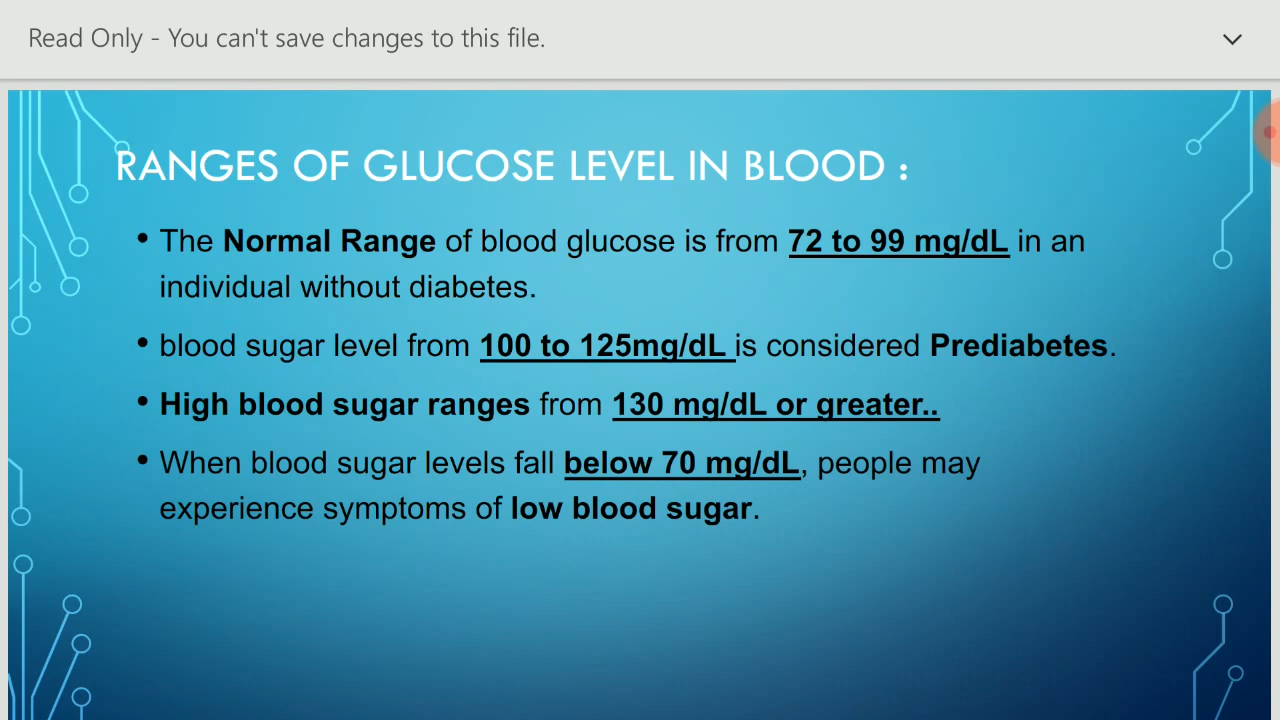 Read Only - You can't save changes to this file.
RANGES OF GLUCOSE LEVEL IN BLOOD :
• The Normal Range of blood glucose is from 72 to 99 mg/dL in an
individual without diabetes.
• blood sugar level from 100 to 125mg/dL is considered Prediabetes.
• High blood sugar ranges from 130 mg/dL or greater..
• When blood sugar levels fall below 70 mg/dL, people may
experience symptoms of low blood sugar.